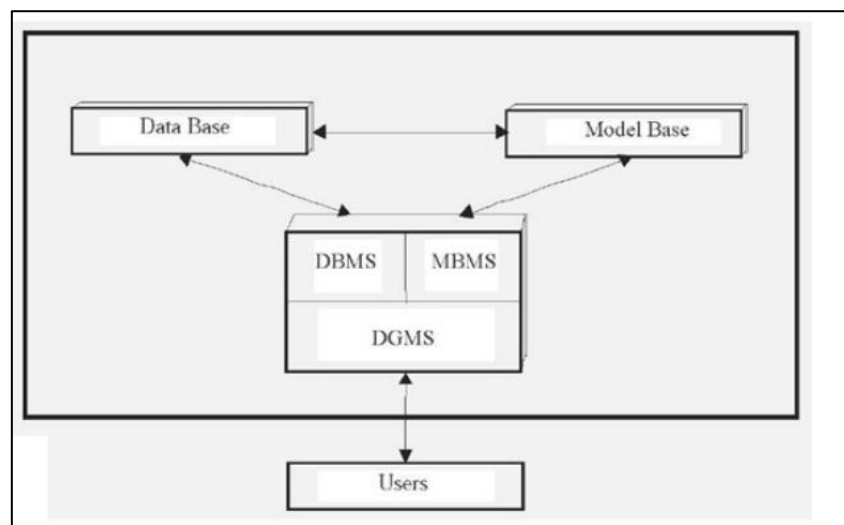 Data Base
Model Base
DBMS
MBMS
DGMS
Users